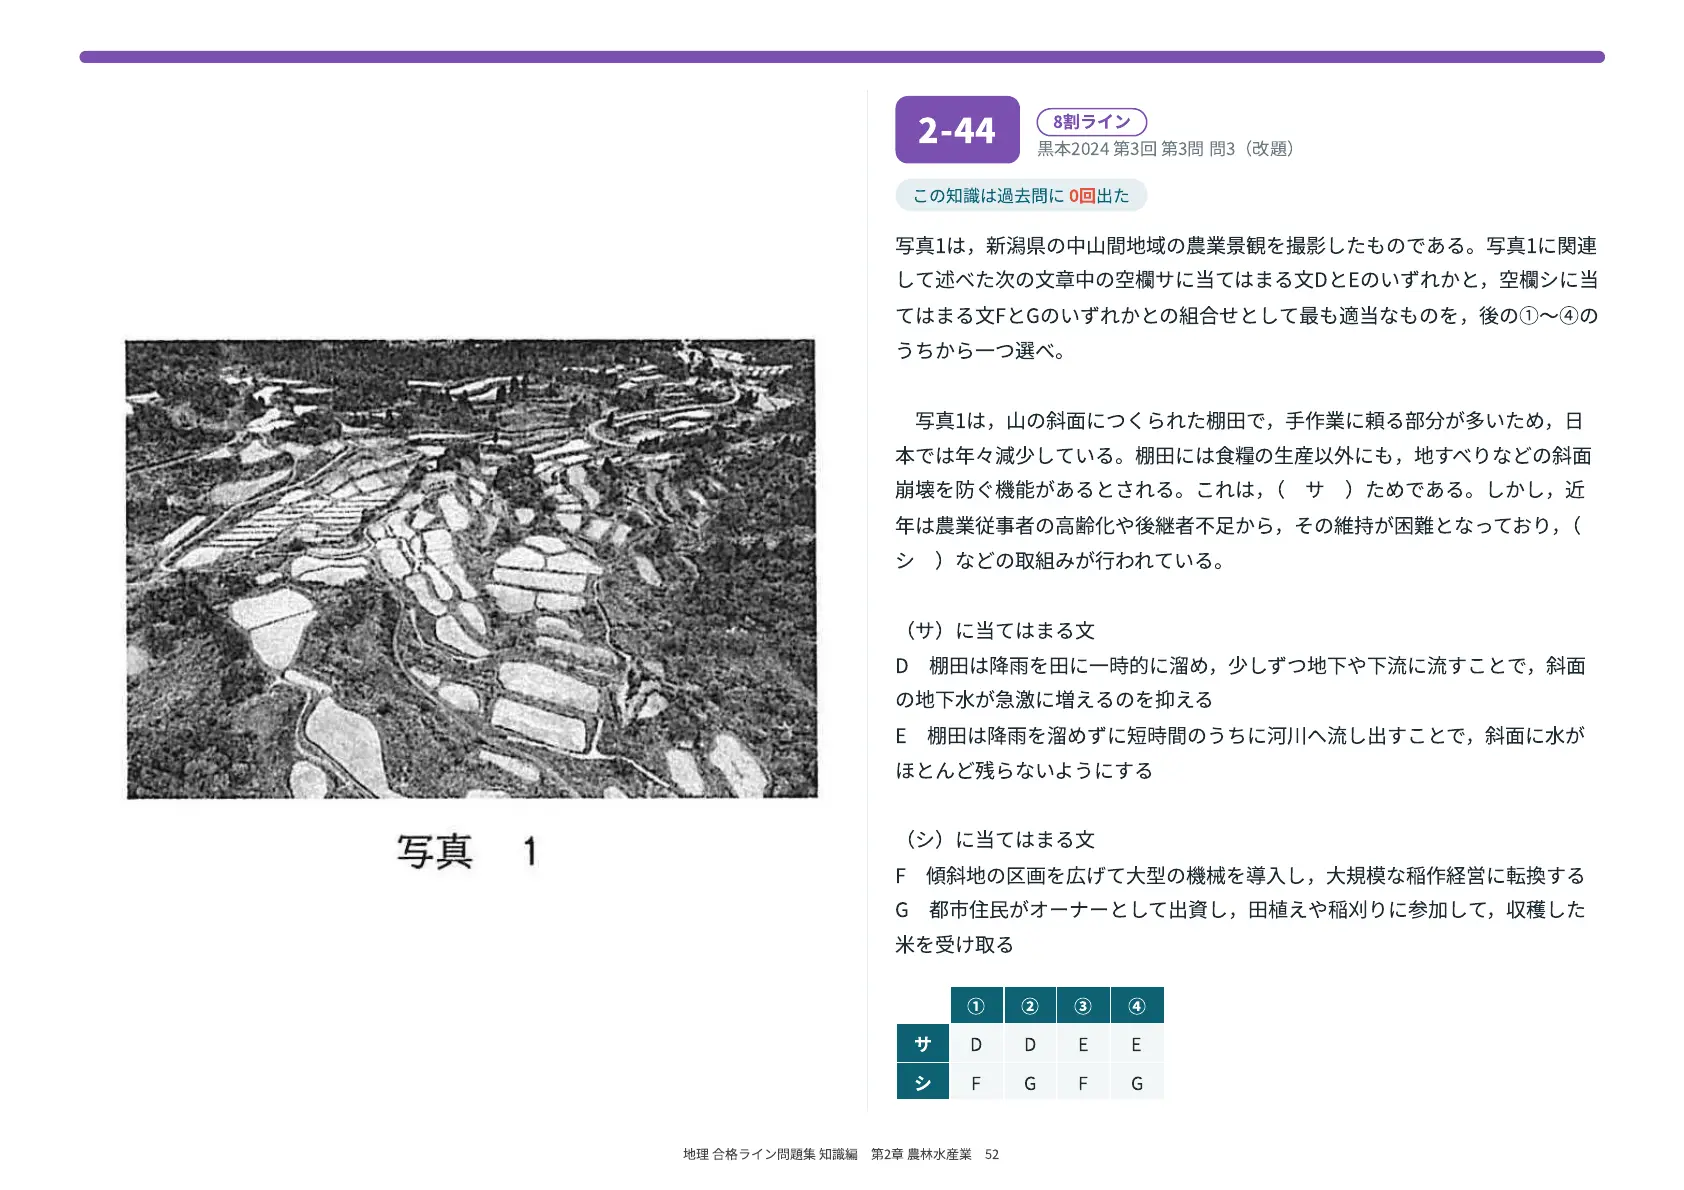 2-44
8割ライン
黒本2024 第3回 第3問 問3（改題）
この知識は過去問に 0回出た
写真1は，新潟県の中山間地域の農業景観を撮影したものである。写真1に関連
して述べた次の文章中の空欄サに当てはまる文DとEのいずれかと，空欄シに当
てはまる文FとGのいずれかとの組合せとして最も適当なものを，後の①～④の
うちから一つ選べ。
　写真1は，山の斜面につくられた棚田で，手作業に頼る部分が多いため，日
本では年々減少している。棚田には食糧の生産以外にも，地すべりなどの斜面
崩壊を防ぐ機能があるとされる。これは，（　サ　）ためである。しかし，近
年は農業従事者の高齢化や後継者不足から，その維持が困難となっており，（
シ　）などの取組みが行われている。
（サ）に当てはまる文
D　棚田は降雨を田に一時的に溜め，少しずつ地下や下流に流すことで，斜面
の地下水が急激に増えるのを抑える
E　棚田は降雨を溜めずに短時間のうちに河川へ流し出すことで，斜面に水が
ほとんど残らないようにする
（シ）に当てはまる文
F　傾斜地の区画を広げて大型の機械を導入し，大規模な稲作経営に転換する
G　都市住民がオーナーとして出資し，田植えや稲刈りに参加して，収穫した
米を受け取る
① ② ③ ④
サ D D E E
シ F G F G
写真　1
地理 合格ライン問題集 知識編　第2章 農林水産業　52